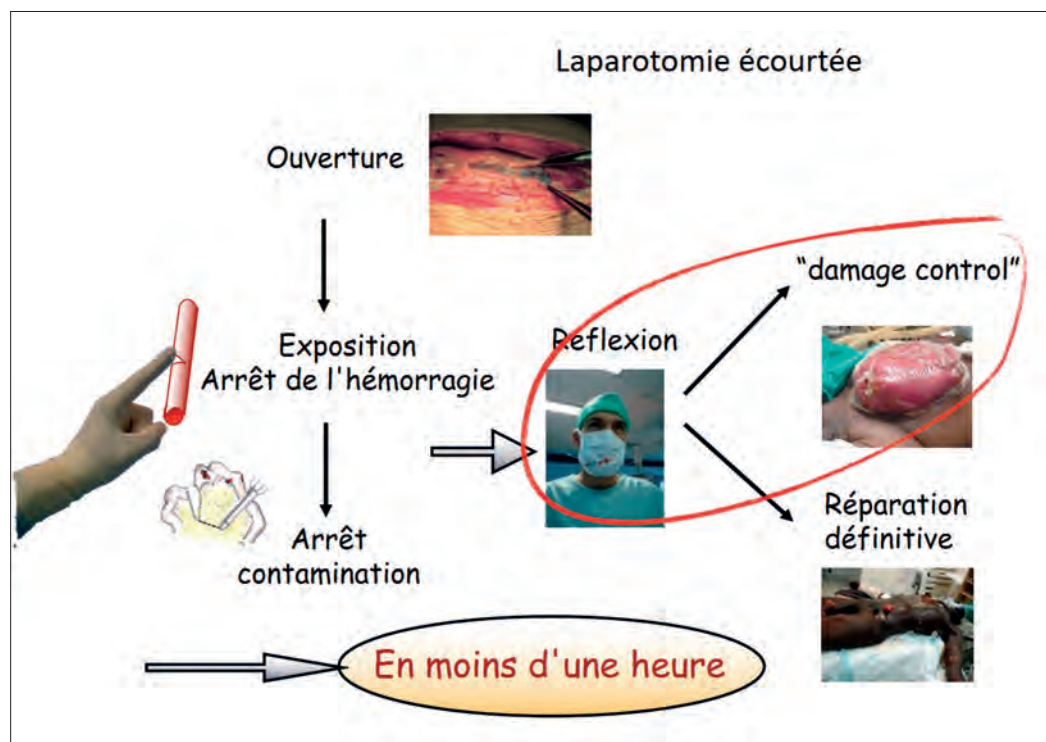 Laparotomie écourtée
Ouverture
Exposition
Arrêt de l'hémorragie
Arrêt
contamination
Reflexion
“damage control”
Réparation
définitive
En moins d'une heure